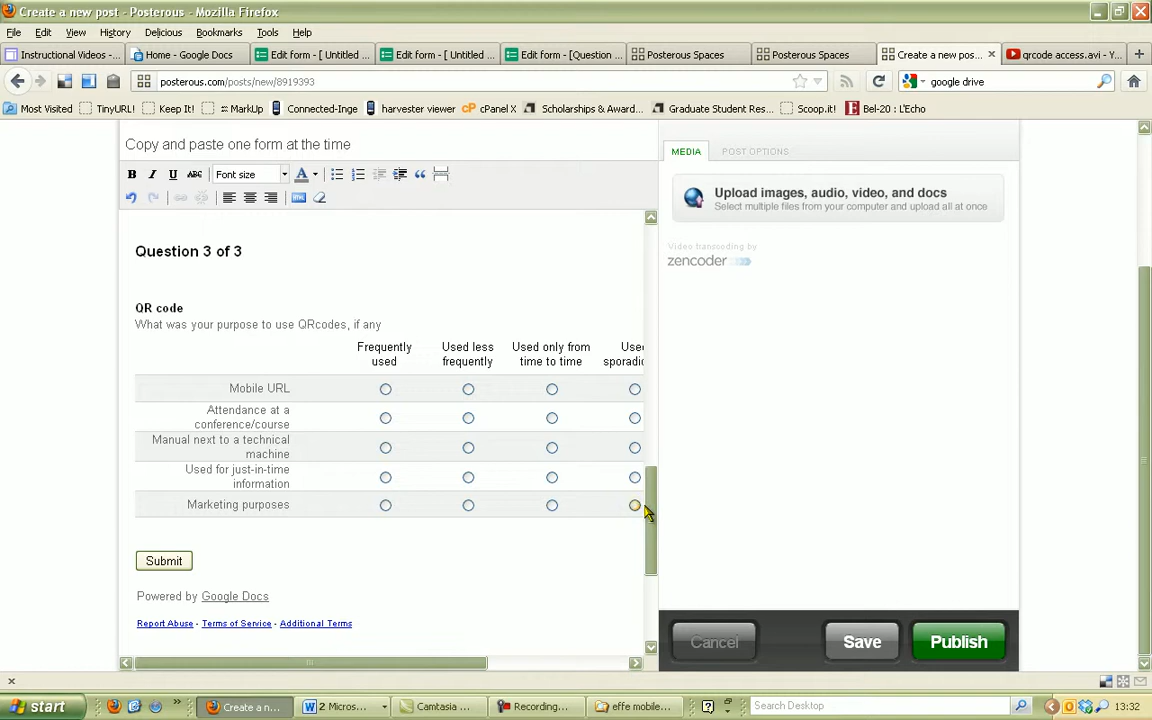 Create a new post - Posterous - Mozilla Firefox
File Edit View History Delicious Bookmarks Tools Help
Instructional Videos - Home - Google Docs Edit form - [ Untitled Edit form - [ Untitled Edit form - [Question Posterous Spaces Posterous Spaces Create a new pos... qrcode access.avi - Y...
posterous.com/posts/new/8919393 google drive
Most Visited TinyURL! Keep It! MarkUp Connected-Inge harvester viewer cP cPanel X Scholarships & Award... Graduate Student Res... Scoop.it! Bel-20 : L'Echo
Copy and paste one form at the time
B I U ABC Font size A
MEDIA POST OPTIONS
Upload images, audio, video, and docs
Select multiple files from your computer and upload all at once
Video transcoding by
zencoder
Question 3 of 3
QR code
What was your purpose to use QRcodes, if any
Frequently used
Used less frequently
Used only from time to time
Used sporadic
Mobile URL
Attendance at a conference/course
Manual next to a technical machine
Used for just-in-time information
Marketing purposes
Submit
Powered by Google Docs
Report Abuse - Terms of Service - Additional Terms
Cancel Save Publish
start Create a n... 2 Micros... Camtasia ... Recording... effe mobile... Search Desktop 13:32